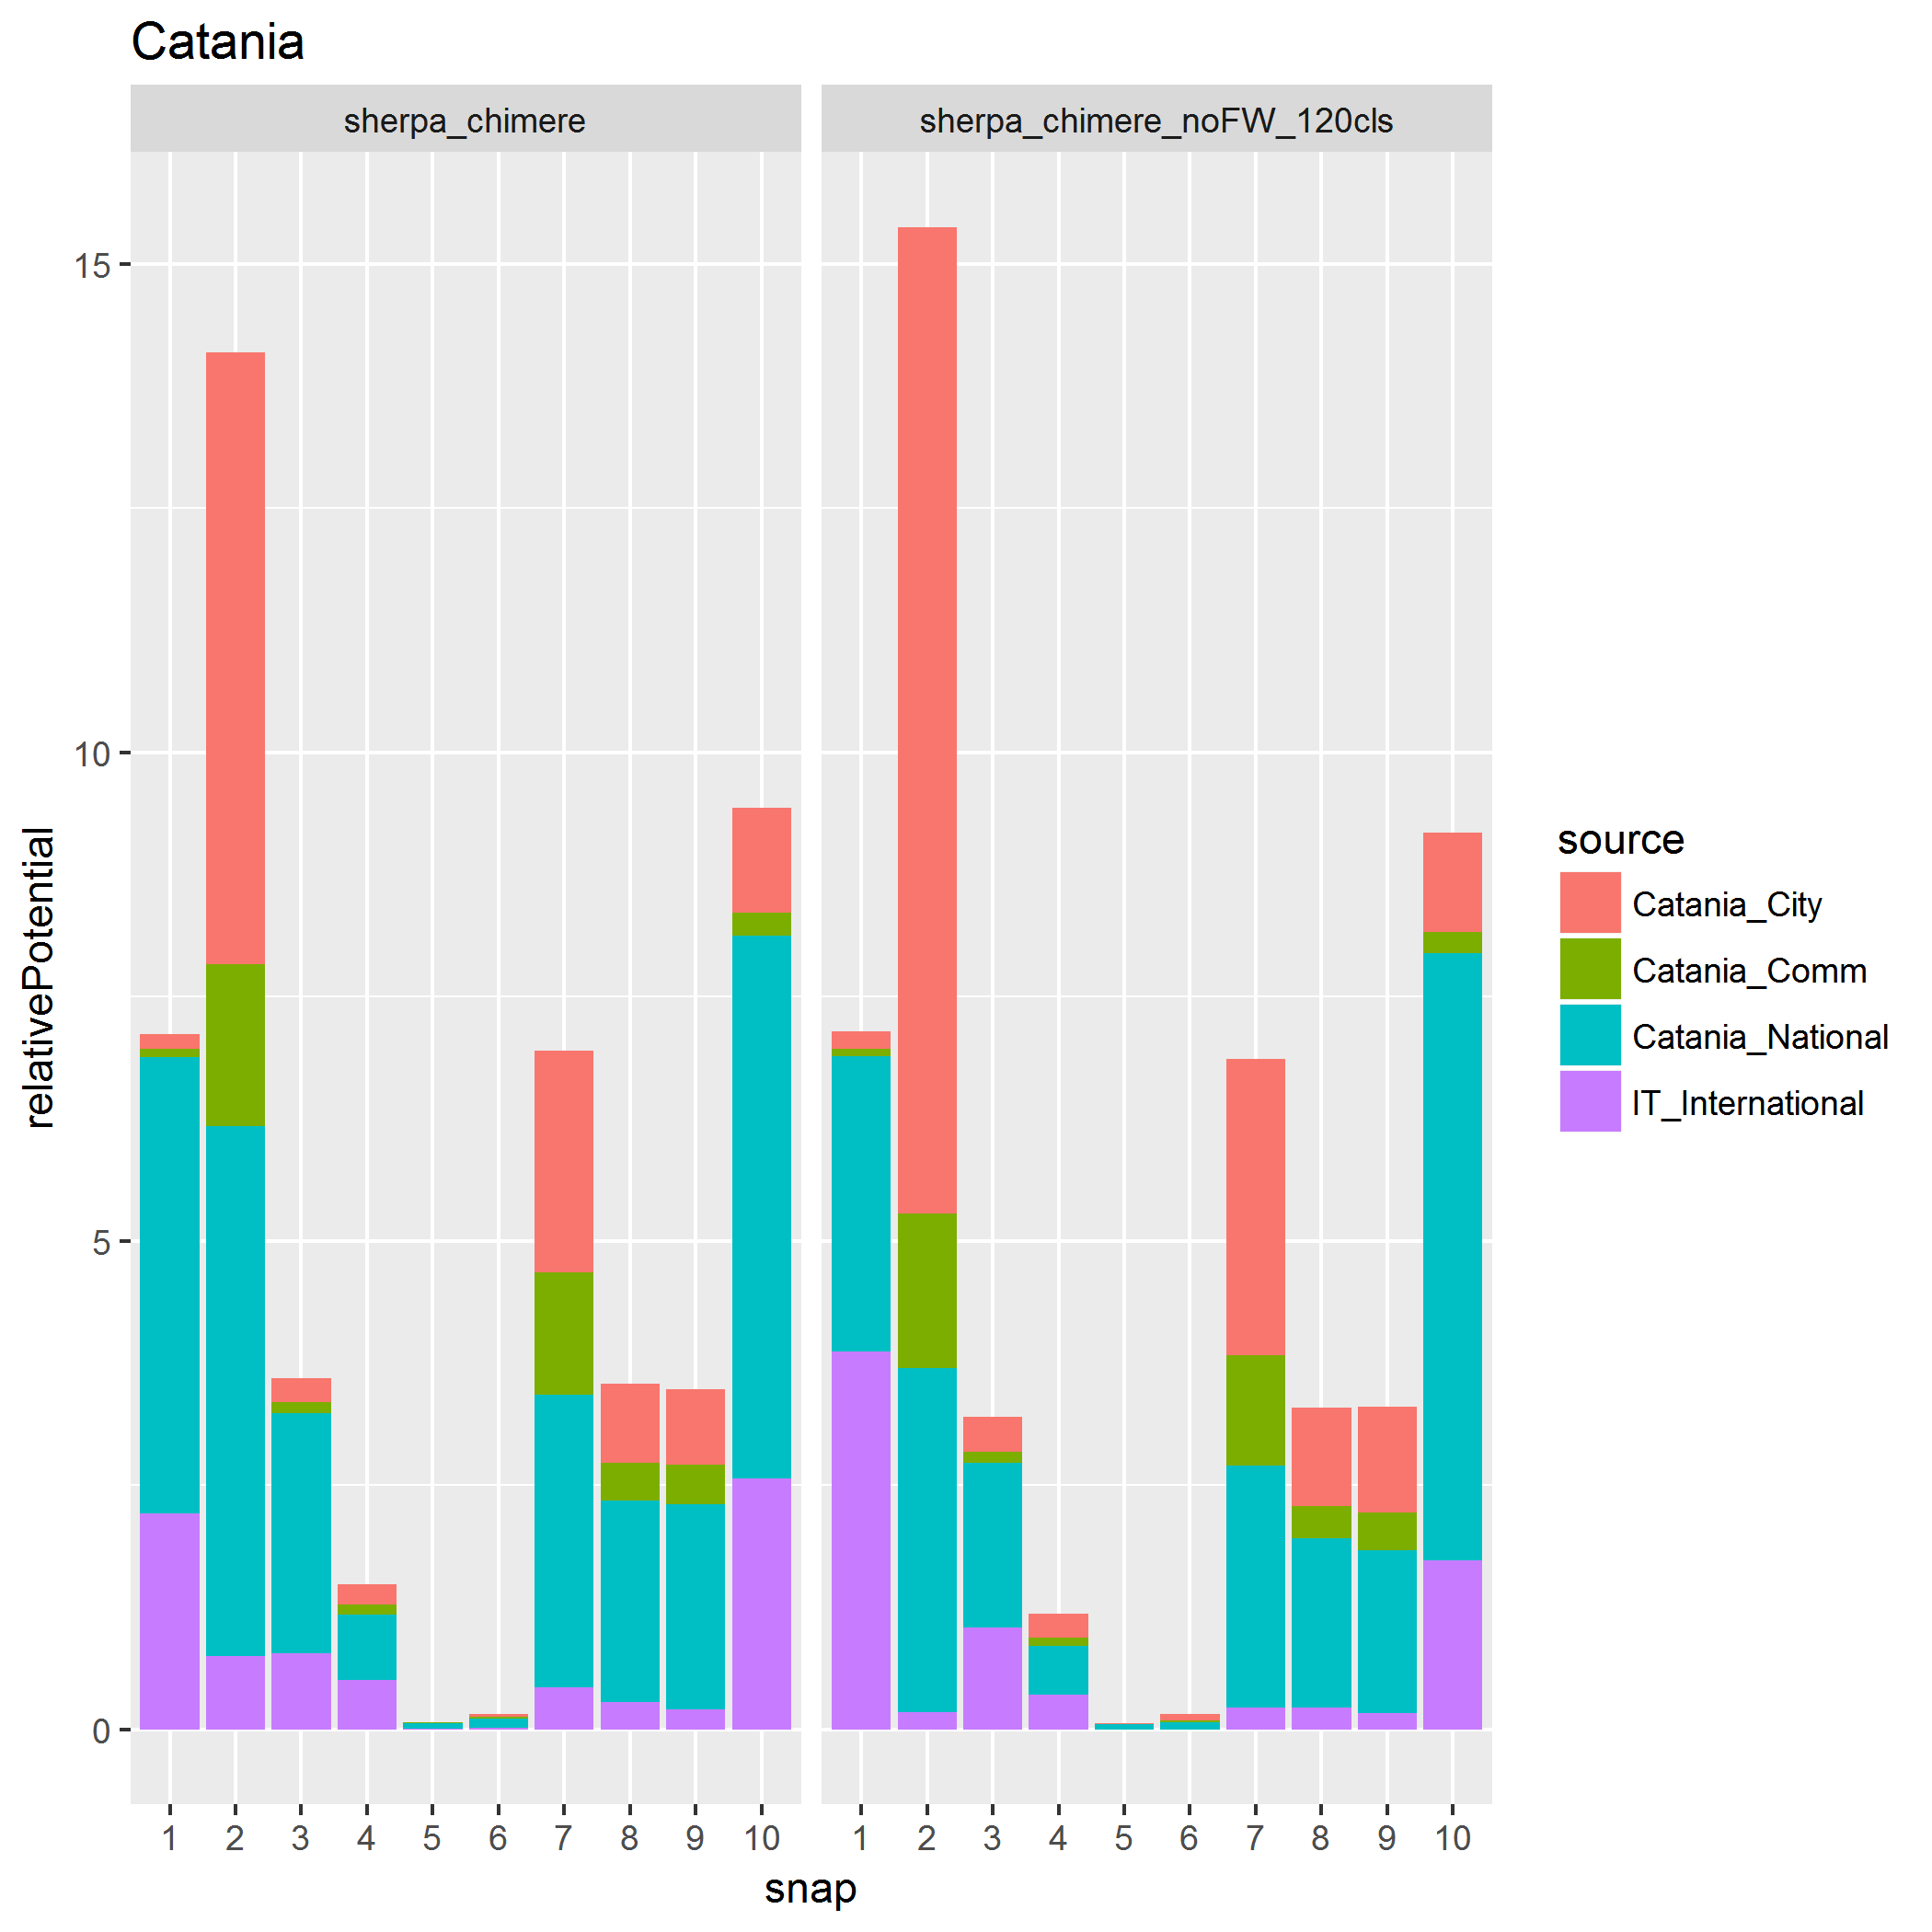 Catania
sherpa_chimere
sherpa_chimere_noFW_120cls
15
10
5
0
relativePotential
1 2 3 4 5 6 7 8 9 10
1 2 3 4 5 6 7 8 9 10
snap
source
Catania_City
Catania_Comm
Catania_National
IT_International